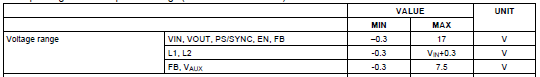 VALUE UNIT
MIN MAX
Voltage range VIN, VOUT, PS/SYNC, EN, FB –0.3 17 V
L1, L2 -0.3 VIN+0.3 V
FB, VAUX -0.3 7.5 V